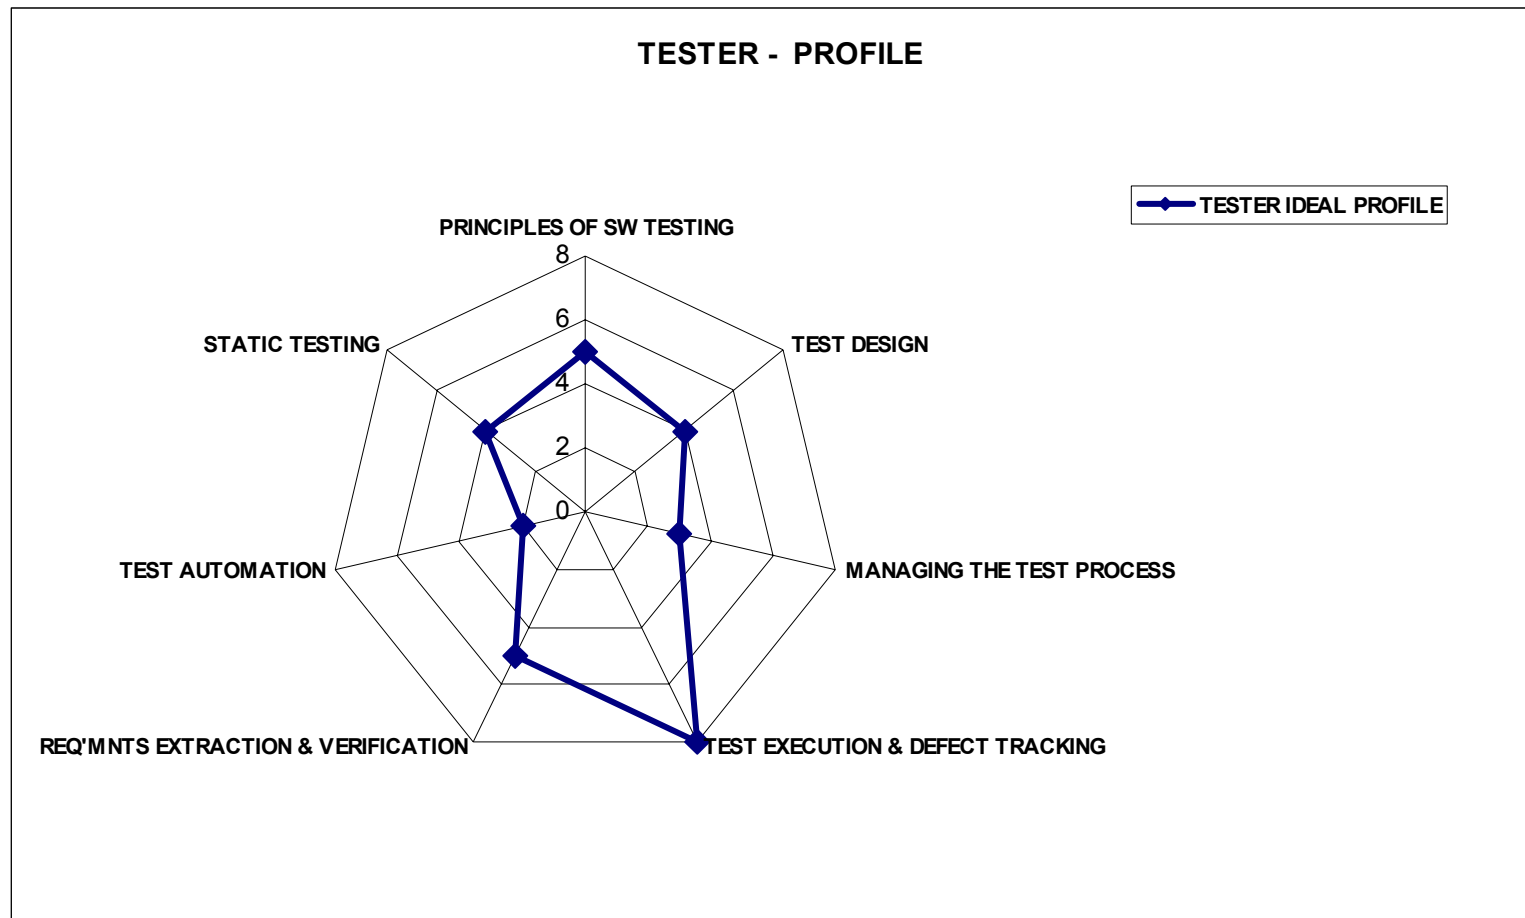 TESTER - PROFILE
TESTER IDEAL PROFILE
PRINCIPLES OF SW TESTING
8
6
4
2
0
STATIC TESTING
TEST DESIGN
TEST AUTOMATION
MANAGING THE TEST PROCESS
REQ'MNTS EXTRACTION & VERIFICATION
TEST EXECUTION & DEFECT TRACKING